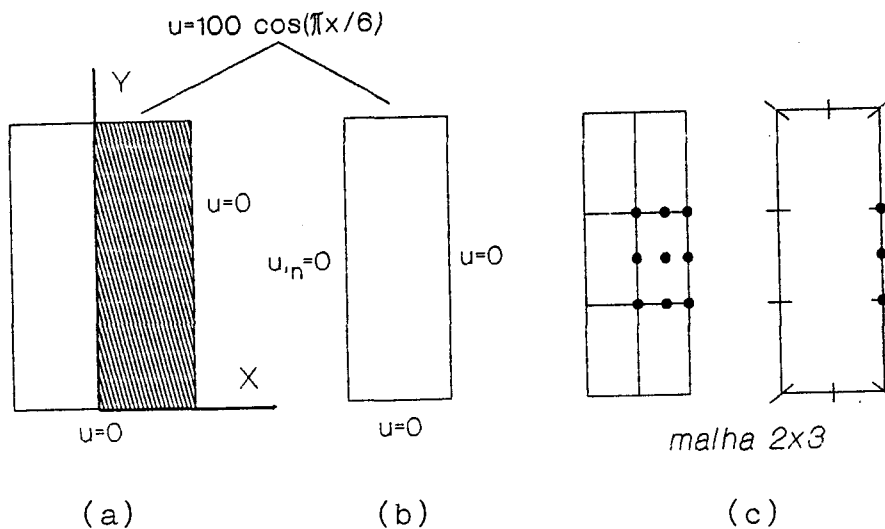 u=100 cos(πx/6)
Y
u=0
X
u=0
u,n=0
u=0
u=0
malha 2x3
(a)
(b)
(c)